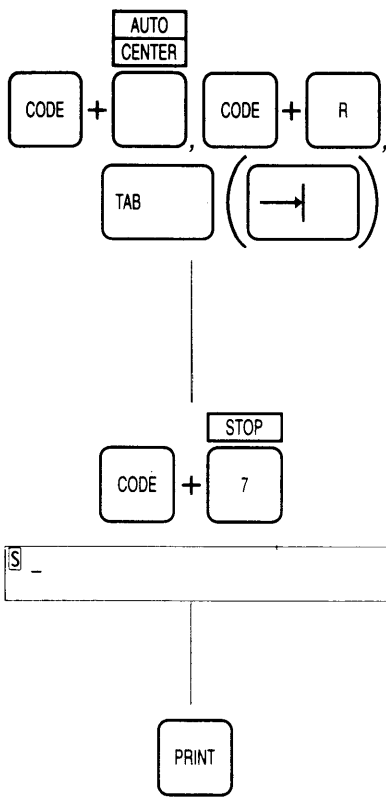 AUTO
CENTER
CODE + , CODE + R ,
TAB ( )
STOP
CODE + 7
S _
PRINT